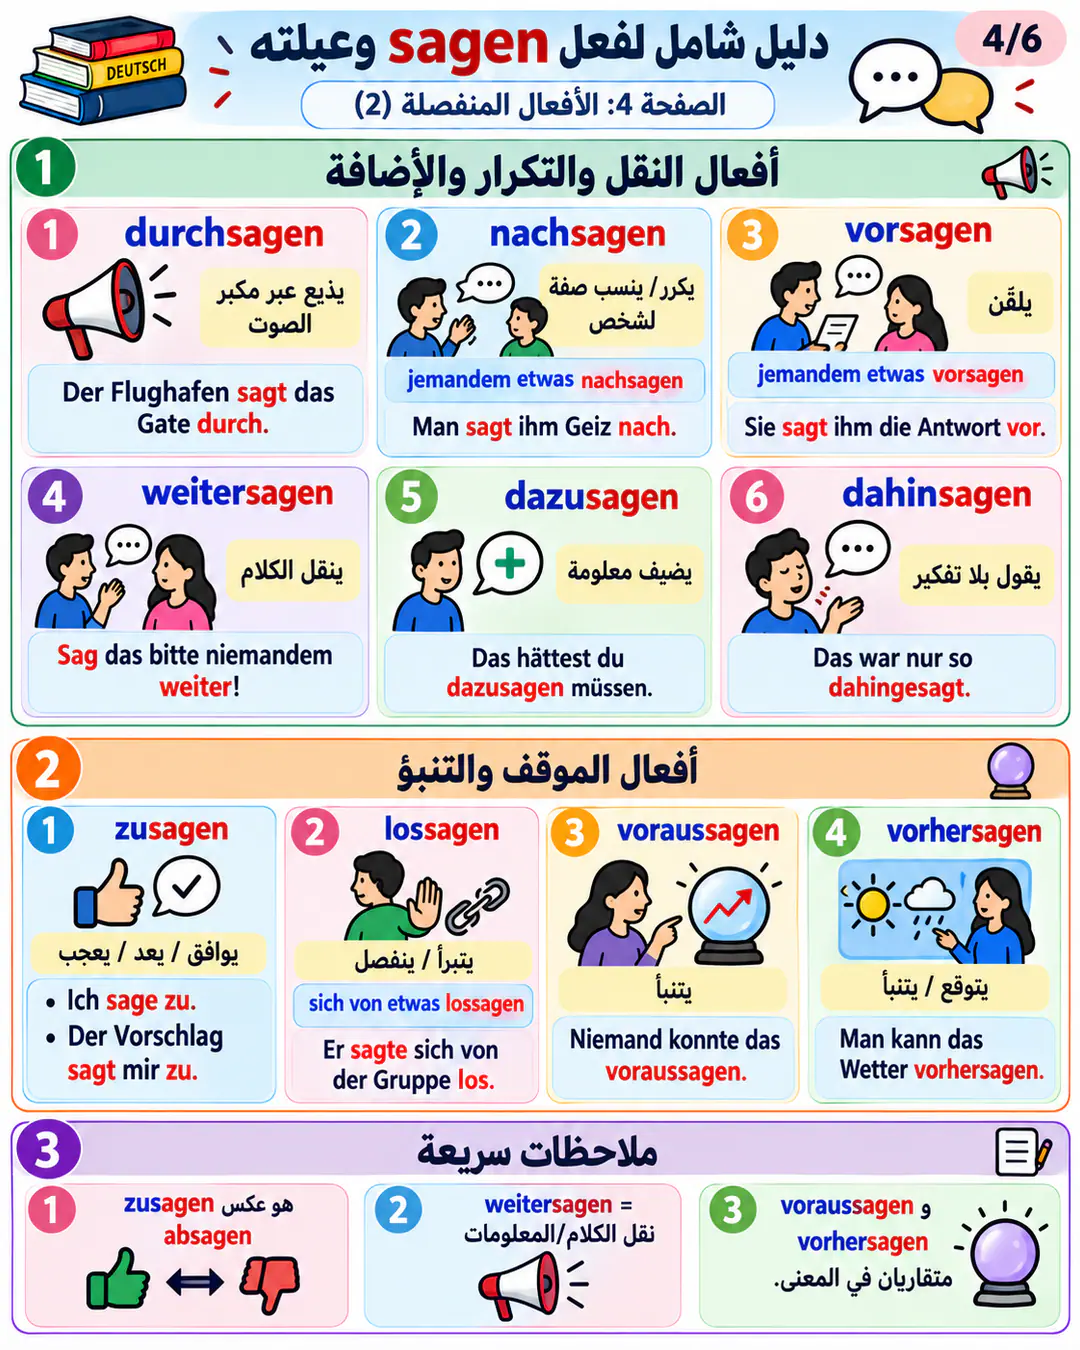 DEUTSCH
دليل شامل لفعل sagen وعيلته
4/6
الصفحة 4: الأفعال المنفصلة (2)
1
أفعال النقل والتكرار والإضافة
1
durchsagen
يذيع عبر مكبر
الصوت
Der Flughafen sagt das
Gate durch.
2
nachsagen
يكرر/ ينسب صفة
لشخص
jemandem etwas nachsagen
Man sagt ihm Geiz nach.
3
vorsagen
يلقّن
jemandem etwas vorsagen
Sie sagt ihm die Antwort vor.
4
weitersagen
ينقل الكلام
Sag das bitte niemandem
weiter!
5
dazusagen
يضيف معلومة
Das hättest du
dazusagen müssen.
6
dahinsagen
يقول بلا تفكير
Das war nur so
dahingesagt.
2
أفعال الموقف والتنبؤ
1
zusagen
يوافق / يعد / يعجب
• Ich sage zu.
• Der Vorschlag
sagt mir zu.
2
lossagen
يتبرأ / ينفصل
sich von etwas lossagen
Er sagte sich von
der Gruppe los.
3
voraussagen
يتنبأ
Niemand konnte das
voraussagen.
4
vorhersagen
يتوقع / يتنبأ
Man kann das
Wetter vorhersagen.
3
ملاحظات سريعة
1
zusagen هو عكس
absagen
2
weitersagen =
نقل الكلام/المعلومات
3
voraussagen و
vorhersagen
متقاربان في المعنى.